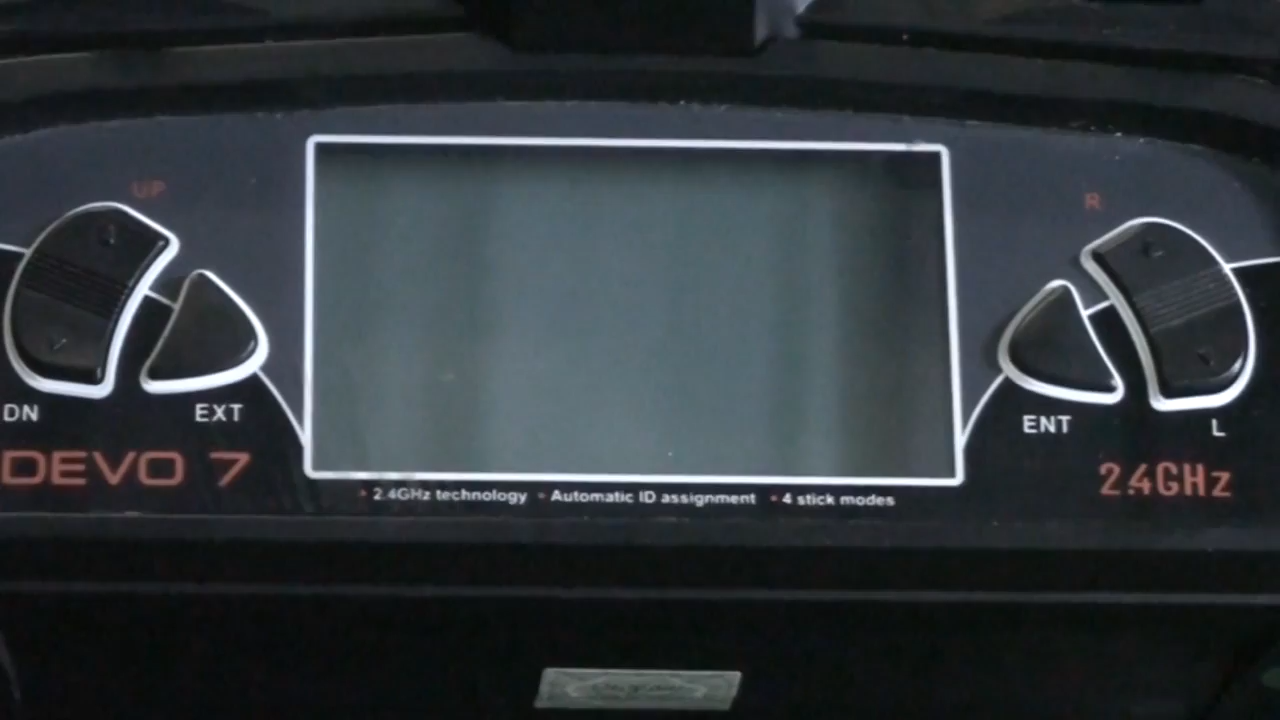 UP
R
DN
EXT
ENT
L
DEVO 7
2.4GHz
2.4GHz technology Automatic ID assignment 4 stick modes